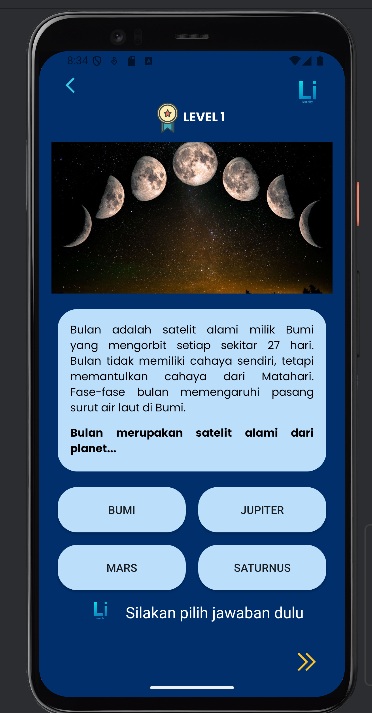 8:34
Li
LEVEL 1
Bulan adalah satelit alami milik Bumi
yang mengorbit setiap sekitar 27 hari.
Bulan tidak memiliki cahaya sendiri, tetapi
memantulkan cahaya dari Matahari.
Fase-fase bulan memengaruhi pasang
surut air laut di Bumi.
Bulan merupakan satelit alami dari
planet...
BUMI
JUPITER
MARS
SATURNUS
Li
Silakan pilih jawaban dulu